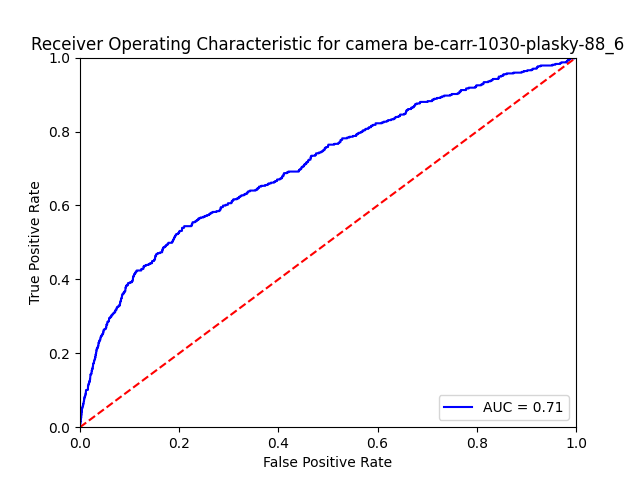 Receiver Operating Characteristic for camera be-carr-1030-plasky-88_6
1.0
0.8
0.6
0.4
0.2
0.0
True Positive Rate
AUC = 0.71
0.0 0.2 0.4 0.6 0.8 1.0
False Positive Rate